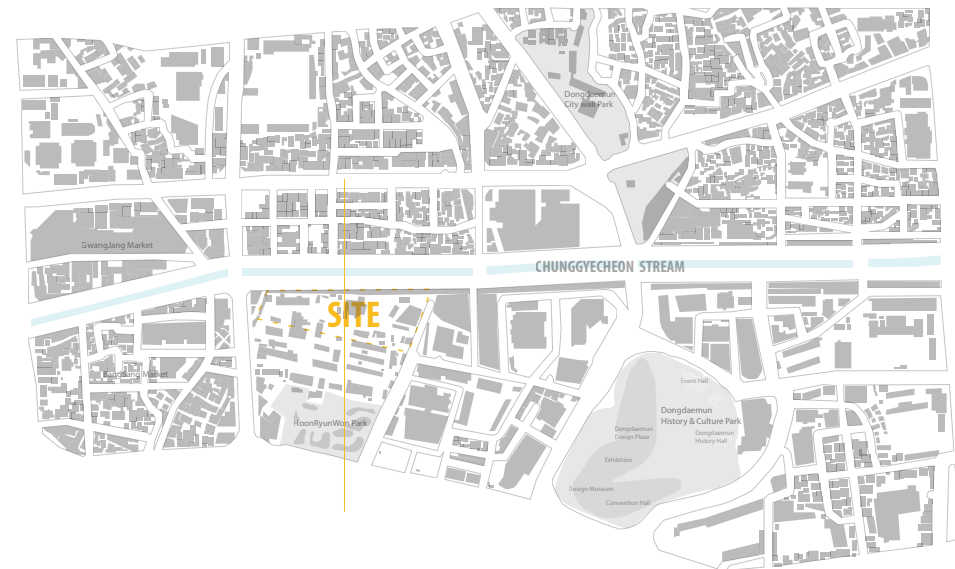 Dongdaemun
City wall Park
GwangJang Market
CHUNGGYECHEON STREAM
SITE
BangSang Market
Event Hall
HoonRyunWon Park
Dongdaemun
History & Culture Park
Dongdaemun
Design Plaza
Dongdaemun
History Hall
Exhibition
Design Museum
Convention Hall